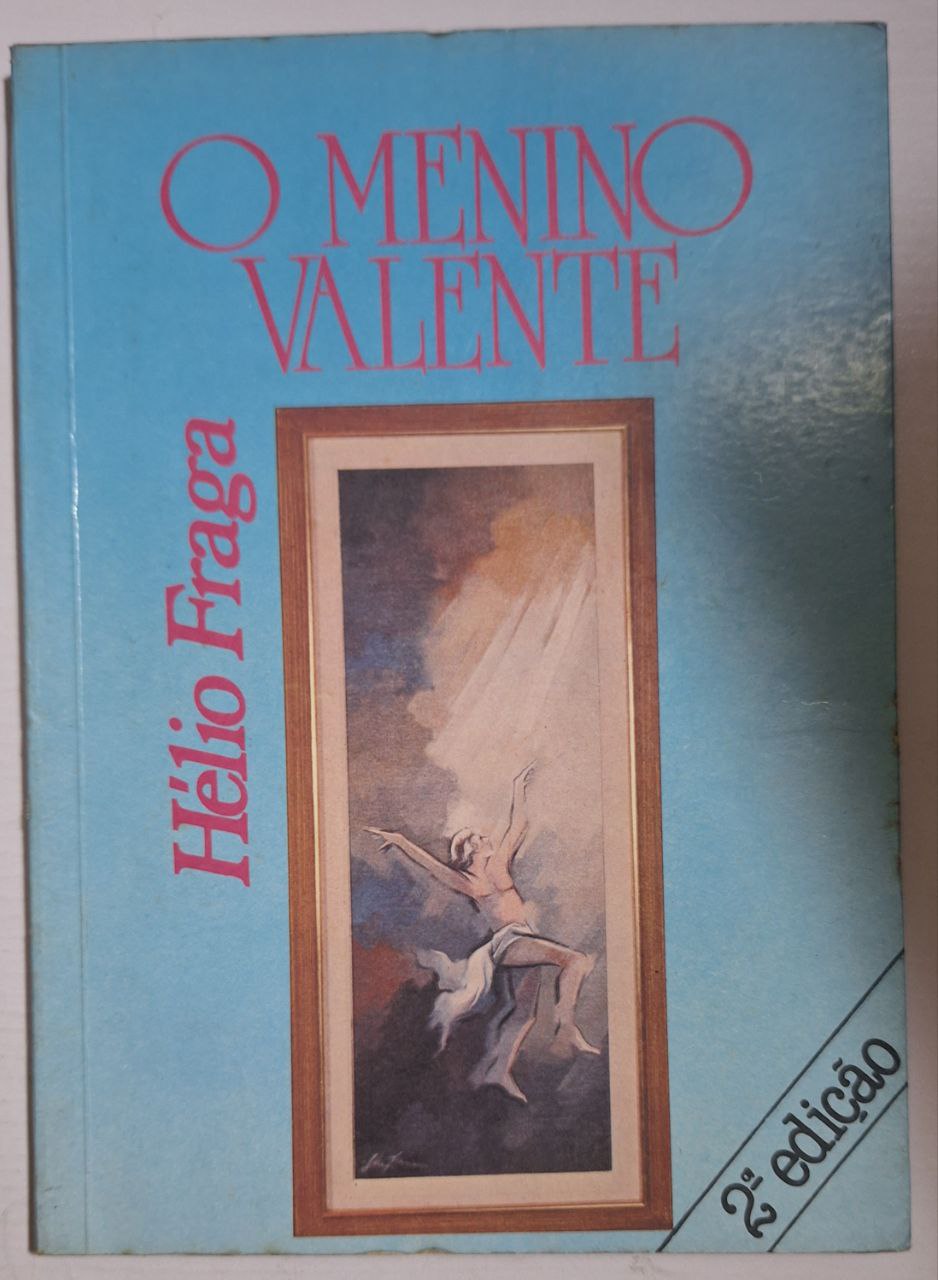 O MENINO
VALENTE
Hélio Fraga
2ª edição